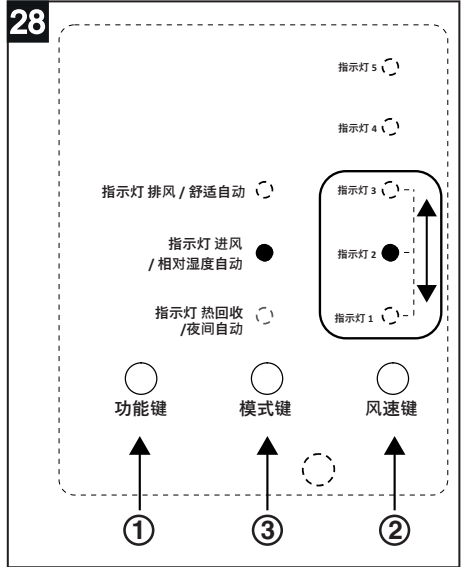 28
指示灯 5
指示灯 4
指示灯 排风 / 舒适自动
指示灯 3
指示灯 进风
/ 相对湿度自动
指示灯 2
指示灯 热回收
/夜间自动
指示灯 1
功能键
模式键
风速键
①
③
②